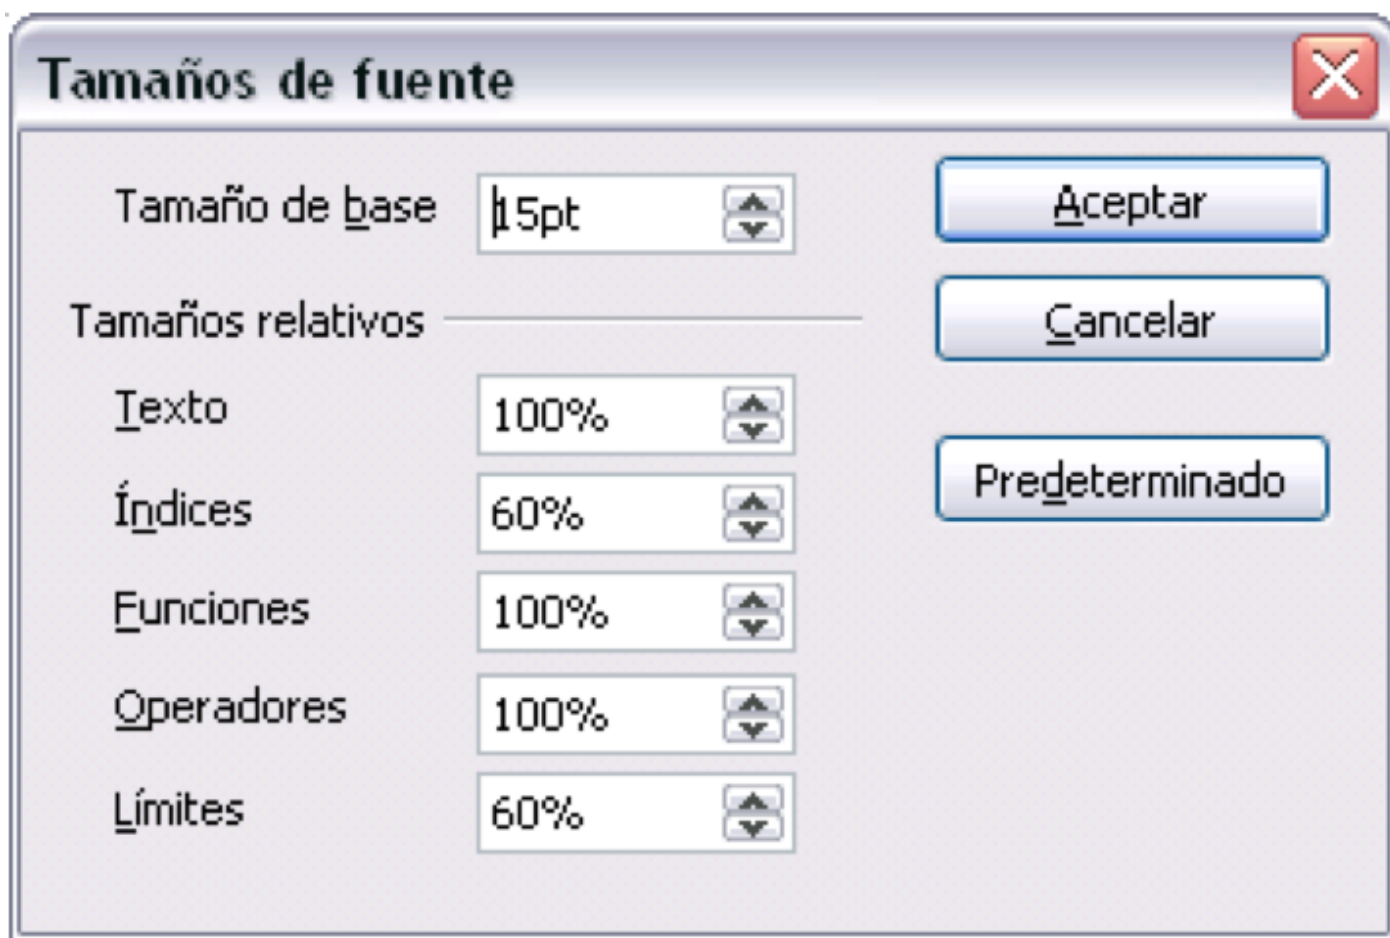 Tamaños de fuente
Tamaño de base 15pt Aceptar
Tamaños relativos Cancelar
Texto 100%
Predeterminado
Índices 60%
Funciones 100%
Operadores 100%
Límites 60%